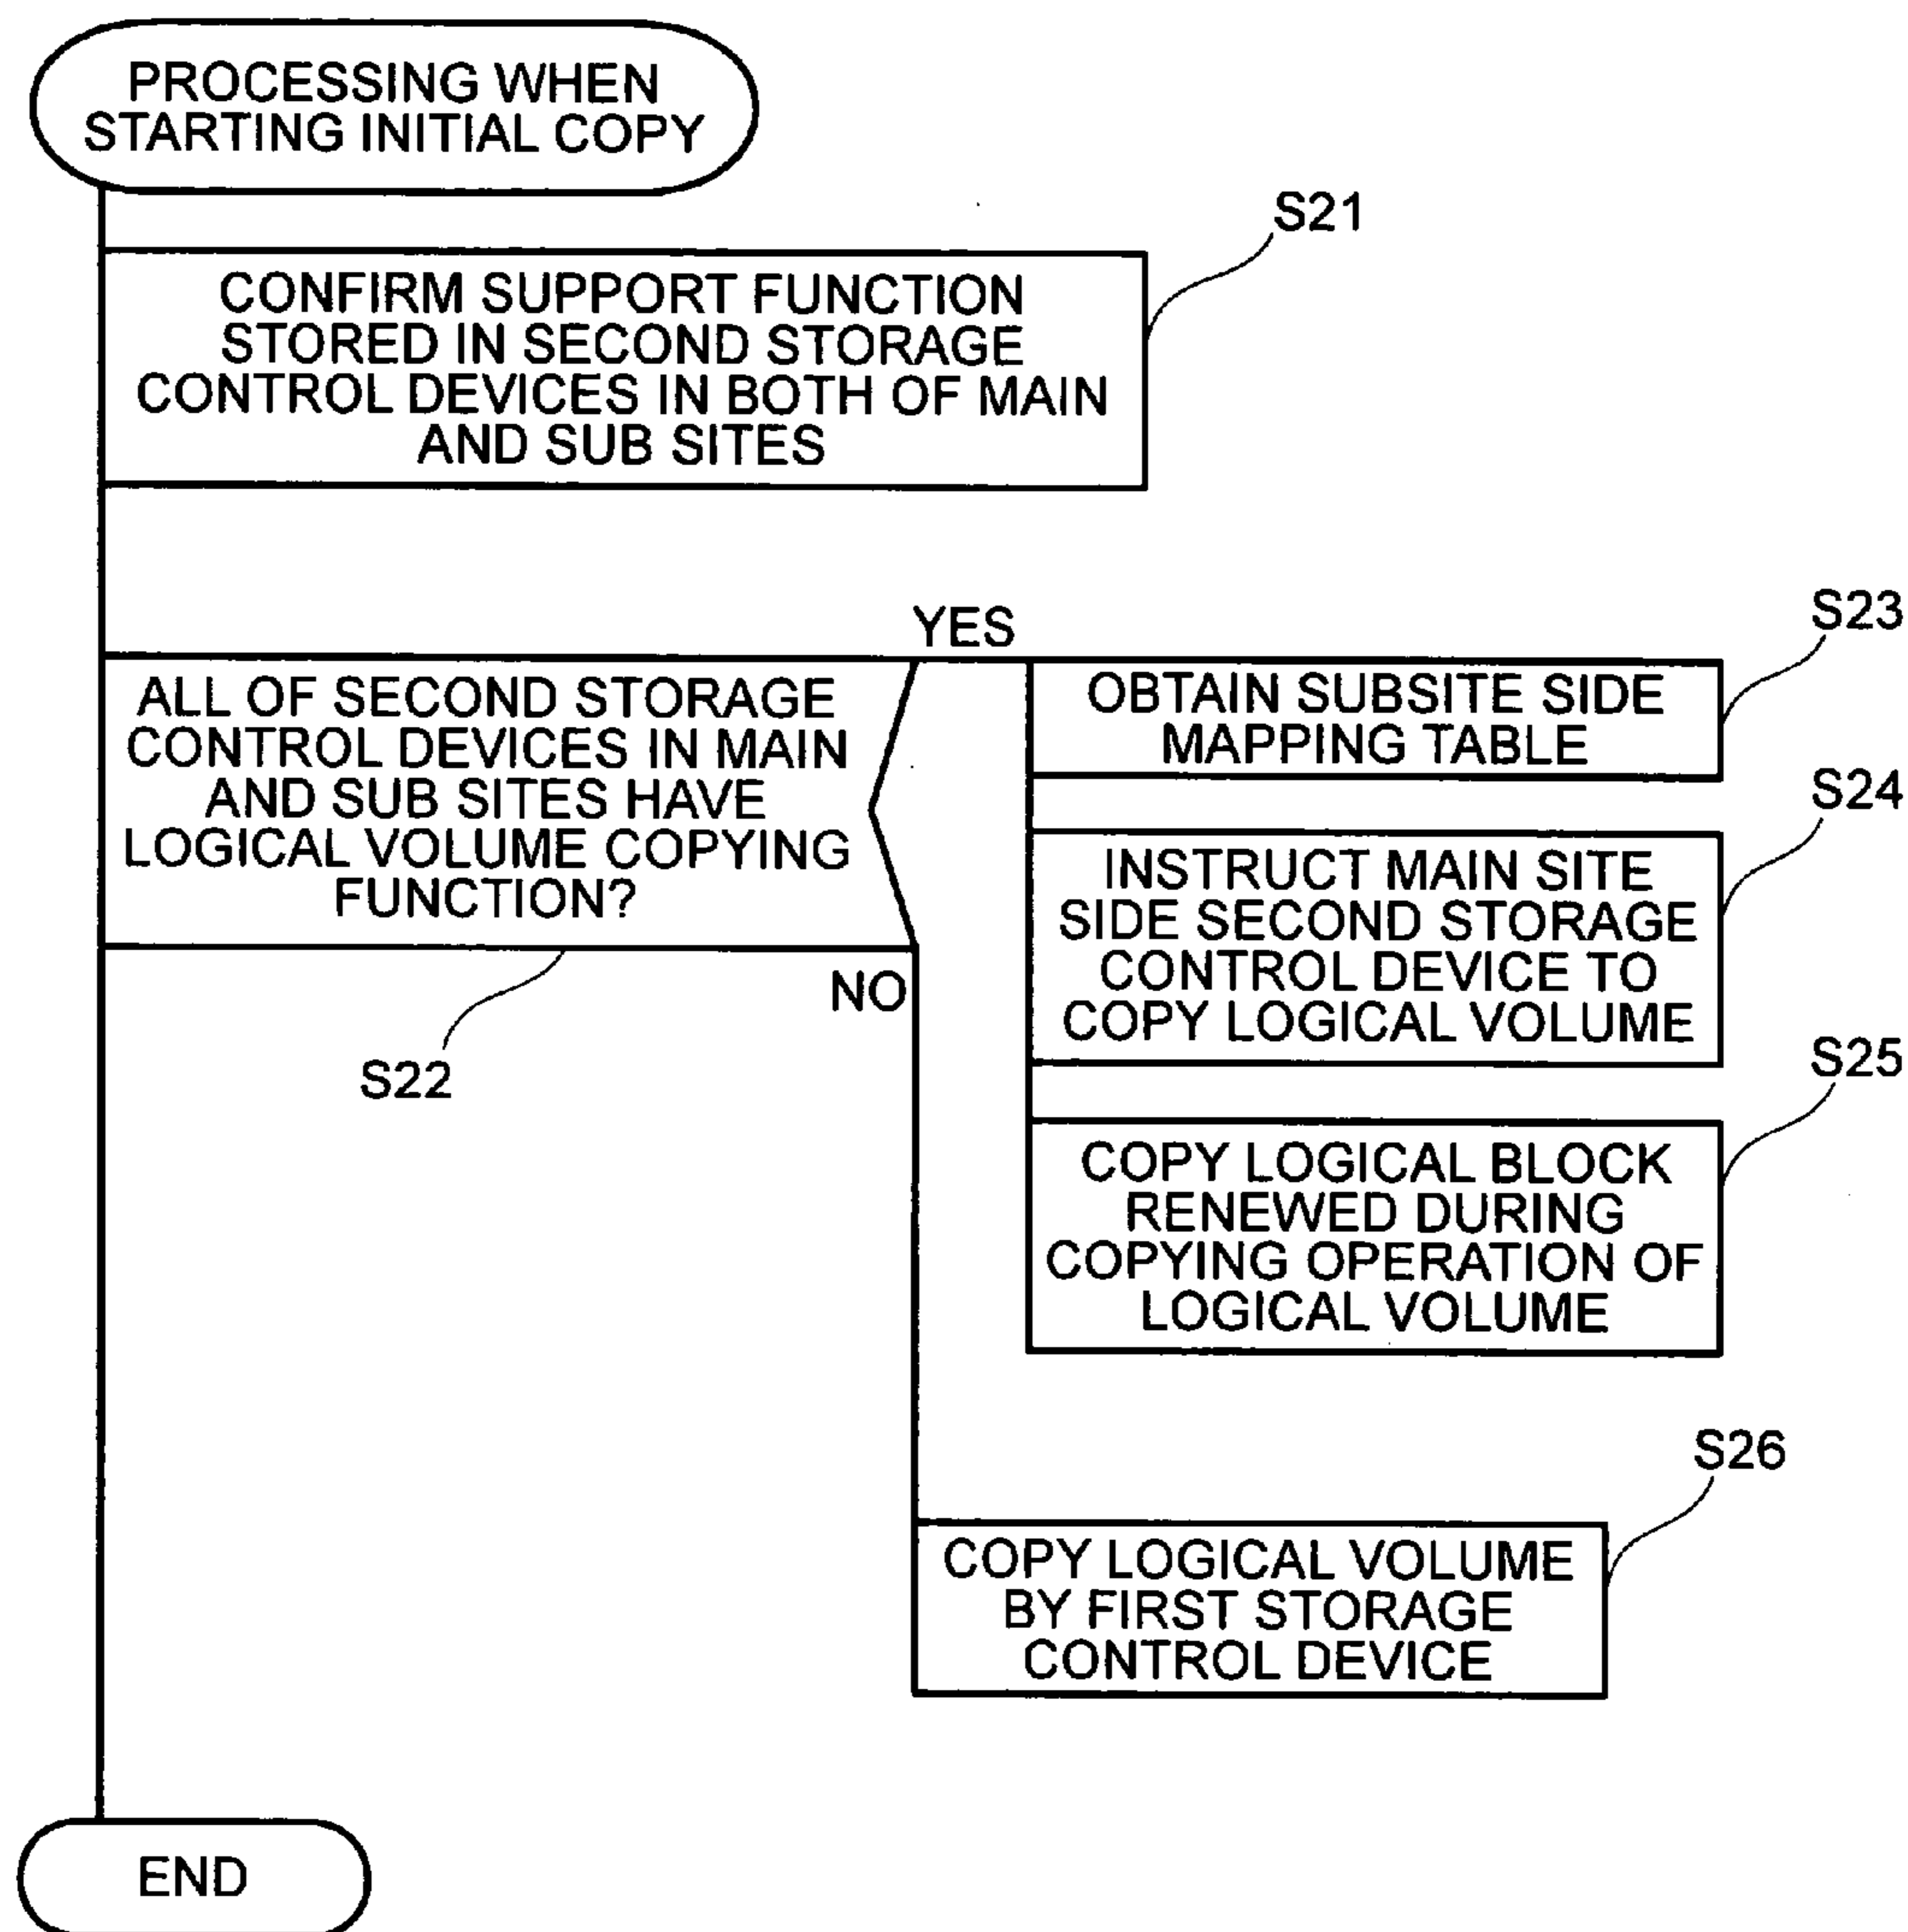 PROCESSING WHEN
STARTING INITIAL COPY
S21
CONFIRM SUPPORT FUNCTION
STORED IN SECOND STORAGE
CONTROL DEVICES IN BOTH OF MAIN
AND SUB SITES
YES
S23
ALL OF SECOND STORAGE
CONTROL DEVICES IN MAIN
AND SUB SITES HAVE
LOGICAL VOLUME COPYING
FUNCTION?
NO
S22
OBTAIN SUBSITE SIDE
MAPPING TABLE
S24
INSTRUCT MAIN SITE
SIDE SECOND STORAGE
CONTROL DEVICE TO
COPY LOGICAL VOLUME
S25
COPY LOGICAL BLOCK
RENEWED DURING
COPYING OPERATION OF
LOGICAL VOLUME
S26
COPY LOGICAL VOLUME
BY FIRST STORAGE
CONTROL DEVICE
END